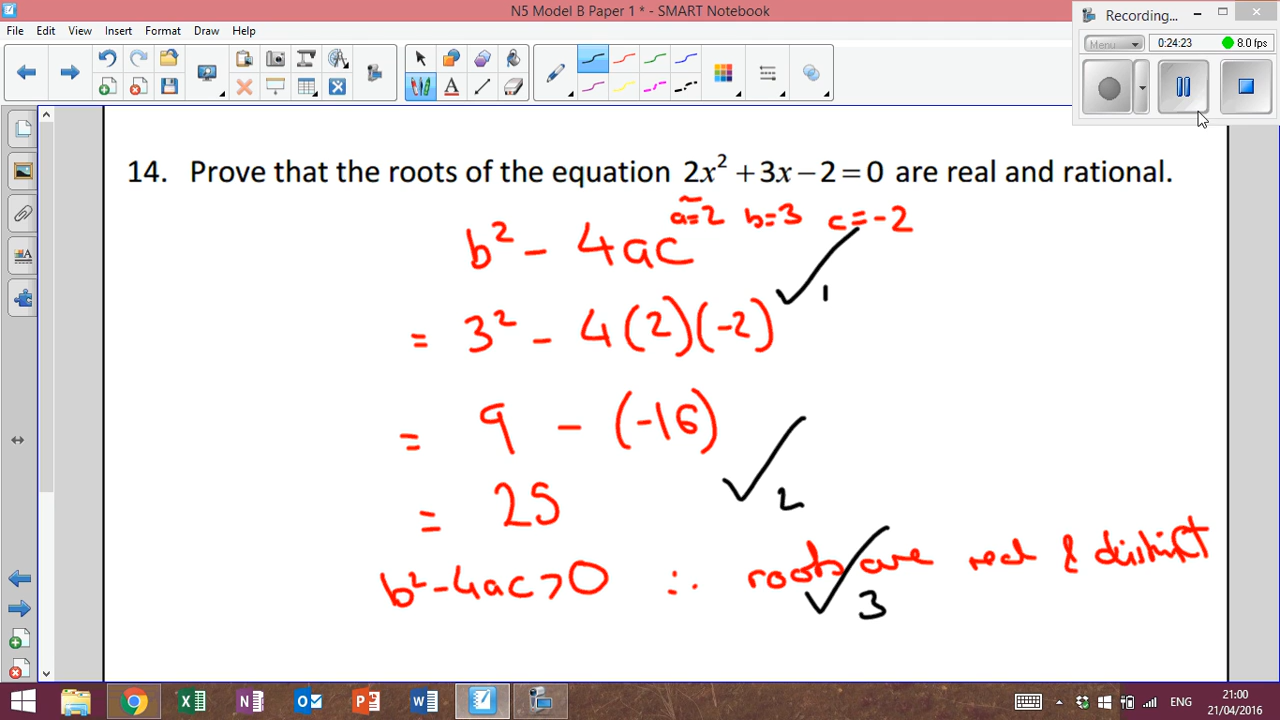 N5 Model B Paper 1 * - SMART Notebook
Recording...
File Edit View Insert Format Draw Help
Menu
0:24:23
8.0 fps
14. Prove that the roots of the equation 2x² + 3x − 2 = 0 are real and rational.
a=2 b=3 c=-2
b² - 4ac
1
= 3² - 4(2)(-2)
= 9 - (-16)
2
= 25
b²-4ac>0 ∴ roots are real & distinct
3
ENG
21:00
21/04/2016